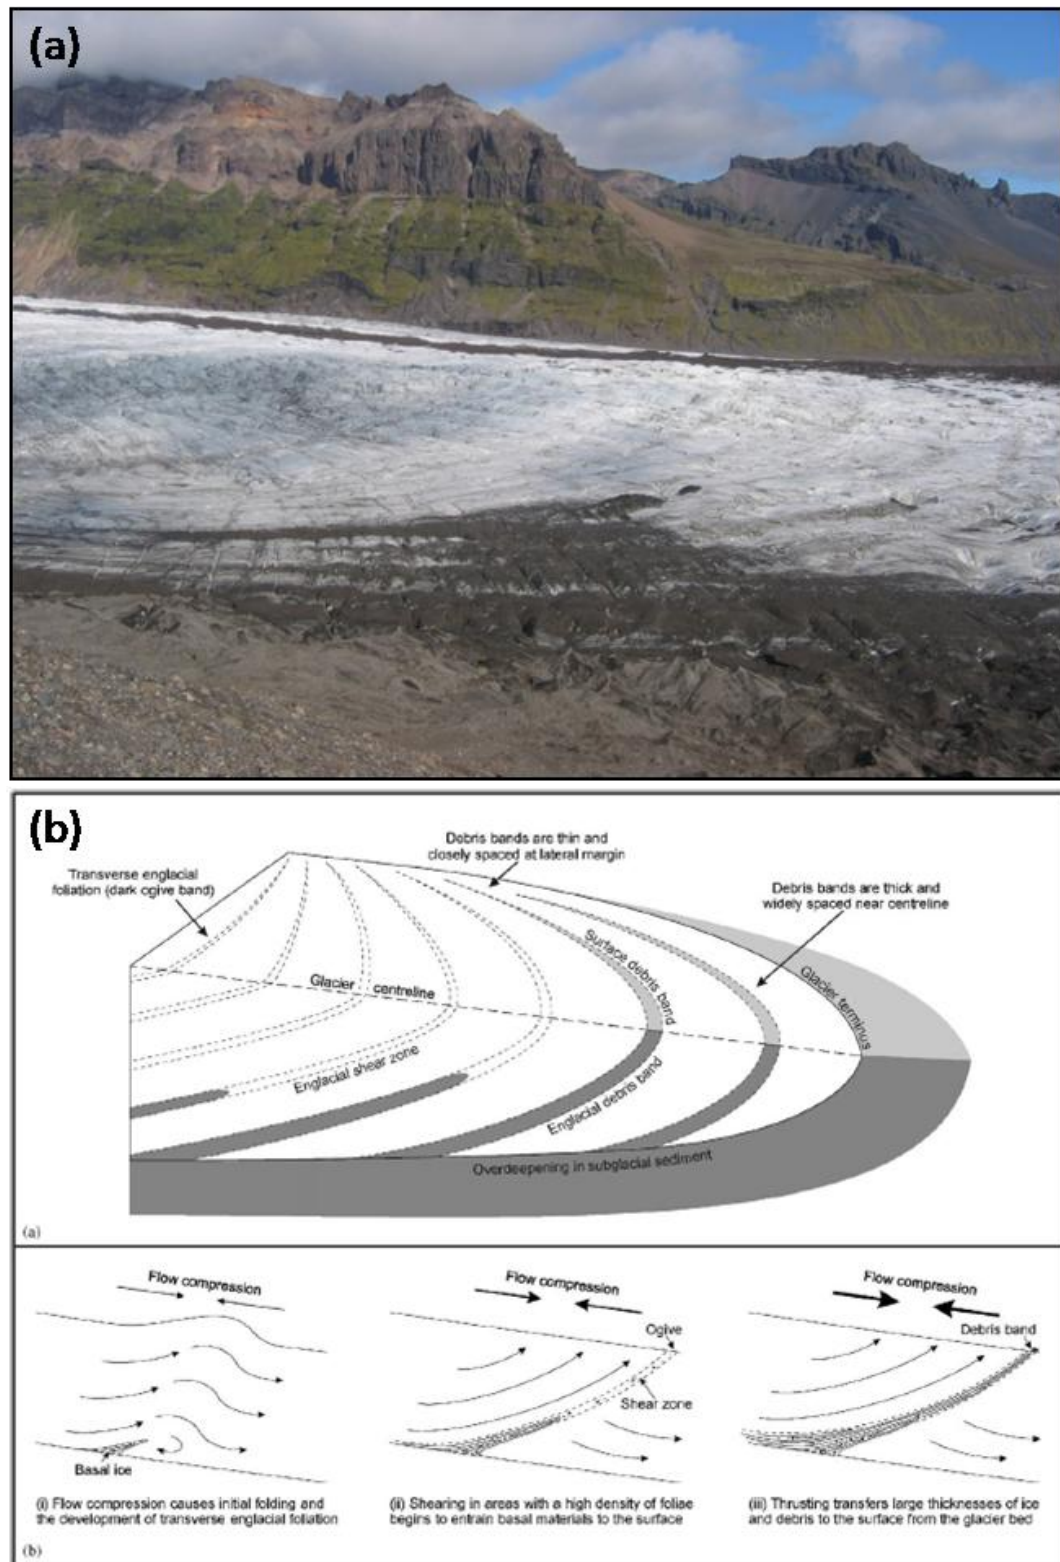 (a)
(b)
Debris bands are thin and
closely spaced at lateral margin
Transverse englacial
foliation (dark ogive band)
Debris bands are thick and
widely spaced near centreline
Surface debris band
Glacier centreline
Glacier terminus
Englacial shear zone
Englacial debris band
Overdeepening in subglacial sediment
(a)
Flow compression
Basal ice
(i) Flow compression causes initial folding and
the development of transverse englacial foliation
Flow compression
Ogive
Shear zone
(ii) Shearing in areas with a high density of foliae
begins to entrain basal materials to the surface
Flow compression
Debris band
(iii) Thrusting transfers large thicknesses of ice
and debris to the surface from the glacier bed
(b)